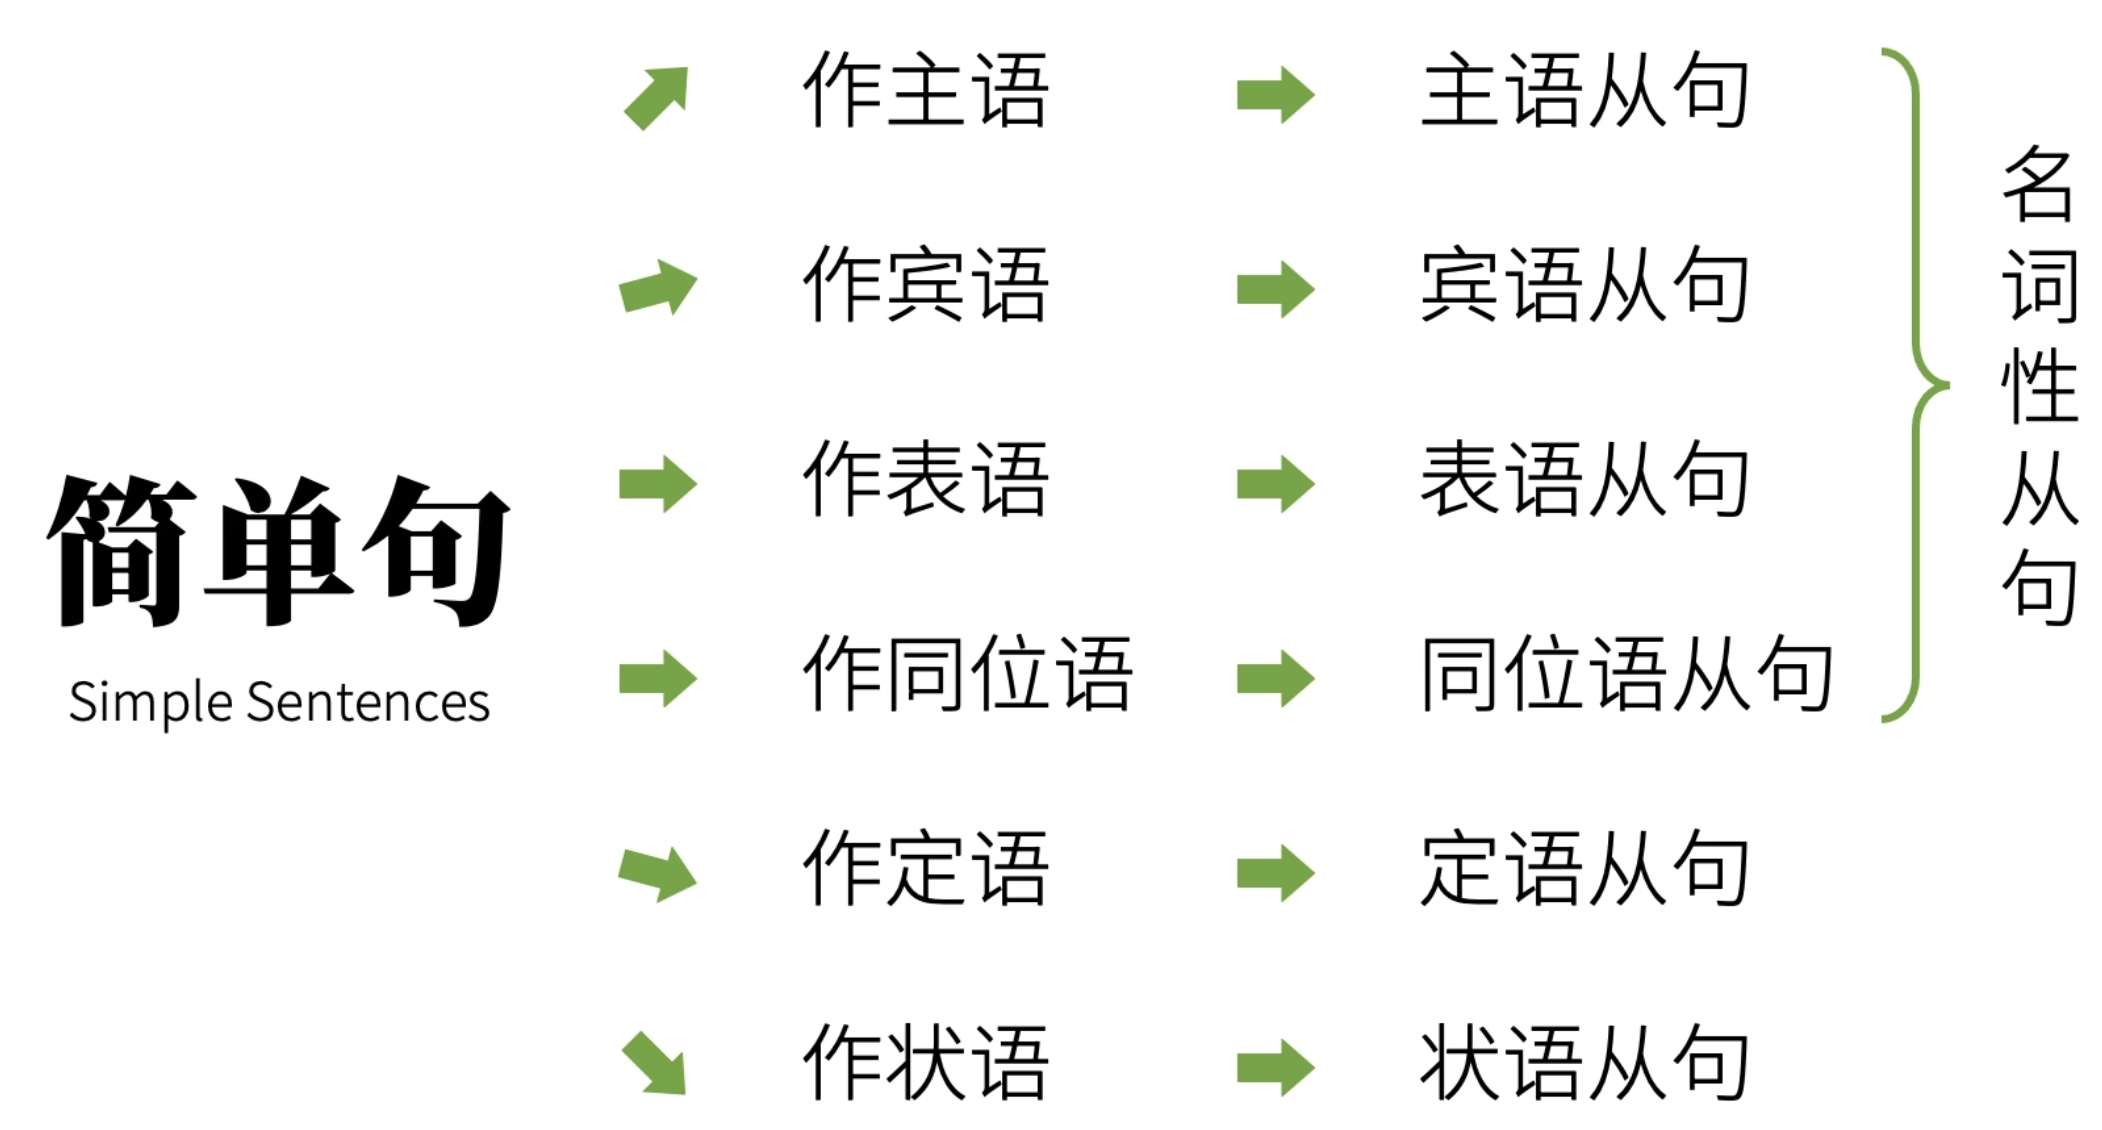 简单句
Simple Sentences
作主语
主语从句
作宾语
宾语从句
作表语
表语从句
作同位语
同位语从句
作定语
定语从句
作状语
状语从句
名词性从句